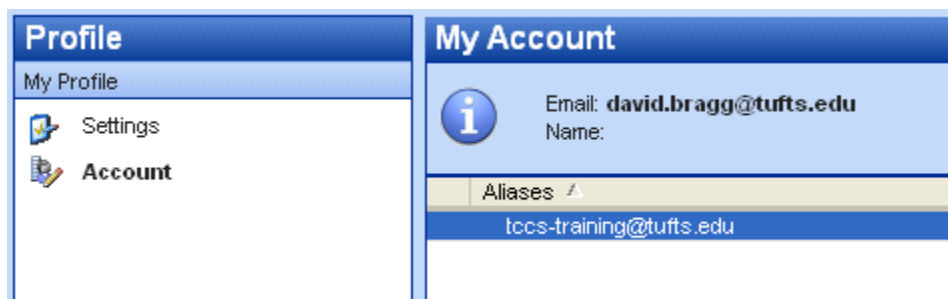 Profile
My Profile
Settings
Account
My Account
Email: david.bragg@tufts.edu
Name:
Aliases
tccs-training@tufts.edu